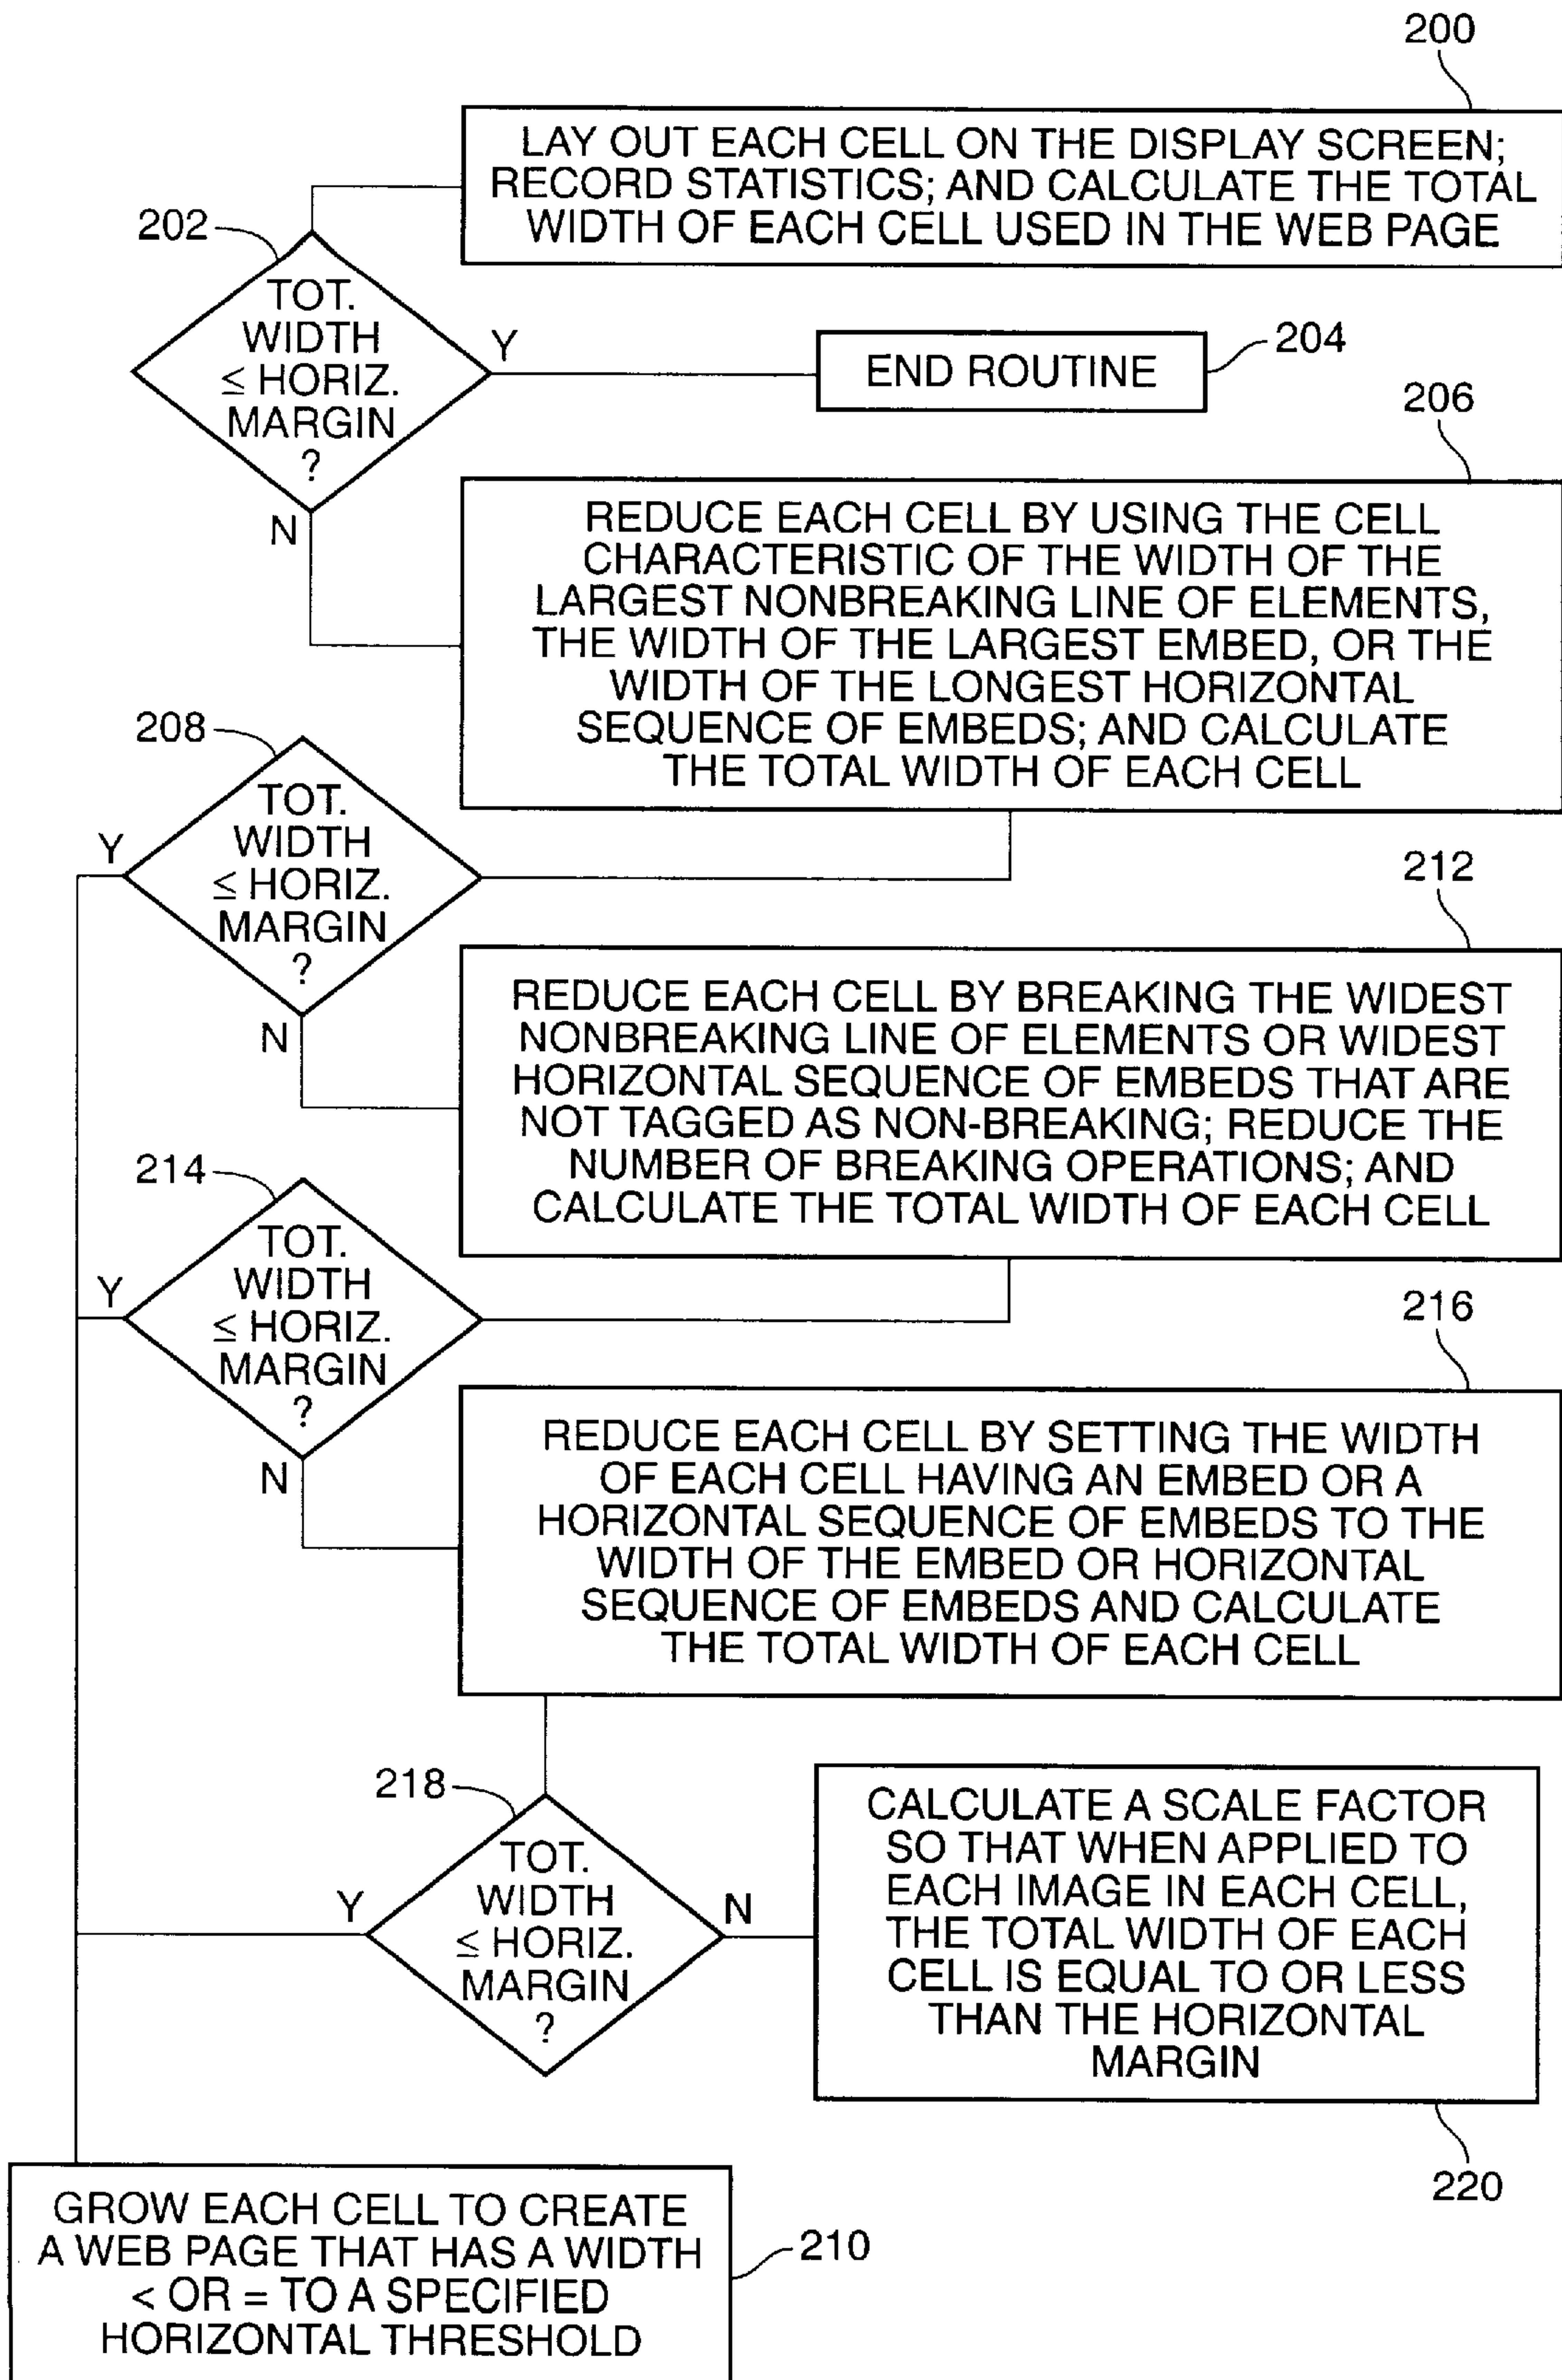 200
LAY OUT EACH CELL ON THE DISPLAY SCREEN;
RECORD STATISTICS; AND CALCULATE THE TOTAL
WIDTH OF EACH CELL USED IN THE WEB PAGE
202
TOT.
WIDTH
≤ HORIZ.
MARGIN
?
Y
N
END ROUTINE
204
206
REDUCE EACH CELL BY USING THE CELL
CHARACTERISTIC OF THE WIDTH OF THE
LARGEST NONBREAKING LINE OF ELEMENTS,
THE WIDTH OF THE LARGEST EMBED, OR THE
WIDTH OF THE LONGEST HORIZONTAL
SEQUENCE OF EMBEDS; AND CALCULATE
THE TOTAL WIDTH OF EACH CELL
208
TOT.
WIDTH
≤ HORIZ.
MARGIN
?
Y
N
212
REDUCE EACH CELL BY BREAKING THE WIDEST
NONBREAKING LINE OF ELEMENTS OR WIDEST
HORIZONTAL SEQUENCE OF EMBEDS THAT ARE
NOT TAGGED AS NON-BREAKING; REDUCE THE
NUMBER OF BREAKING OPERATIONS; AND
CALCULATE THE TOTAL WIDTH OF EACH CELL
214
TOT.
WIDTH
≤ HORIZ.
MARGIN
?
Y
N
216
REDUCE EACH CELL BY SETTING THE WIDTH
OF EACH CELL HAVING AN EMBED OR A
HORIZONTAL SEQUENCE OF EMBEDS TO THE
WIDTH OF THE EMBED OR HORIZONTAL
SEQUENCE OF EMBEDS AND CALCULATE
THE TOTAL WIDTH OF EACH CELL
218
TOT.
WIDTH
≤ HORIZ.
MARGIN
?
Y
N
CALCULATE A SCALE FACTOR
SO THAT WHEN APPLIED TO
EACH IMAGE IN EACH CELL,
THE TOTAL WIDTH OF EACH
CELL IS EQUAL TO OR LESS
THAN THE HORIZONTAL
MARGIN
220
GROW EACH CELL TO CREATE
A WEB PAGE THAT HAS A WIDTH
< OR = TO A SPECIFIED
HORIZONTAL THRESHOLD
210